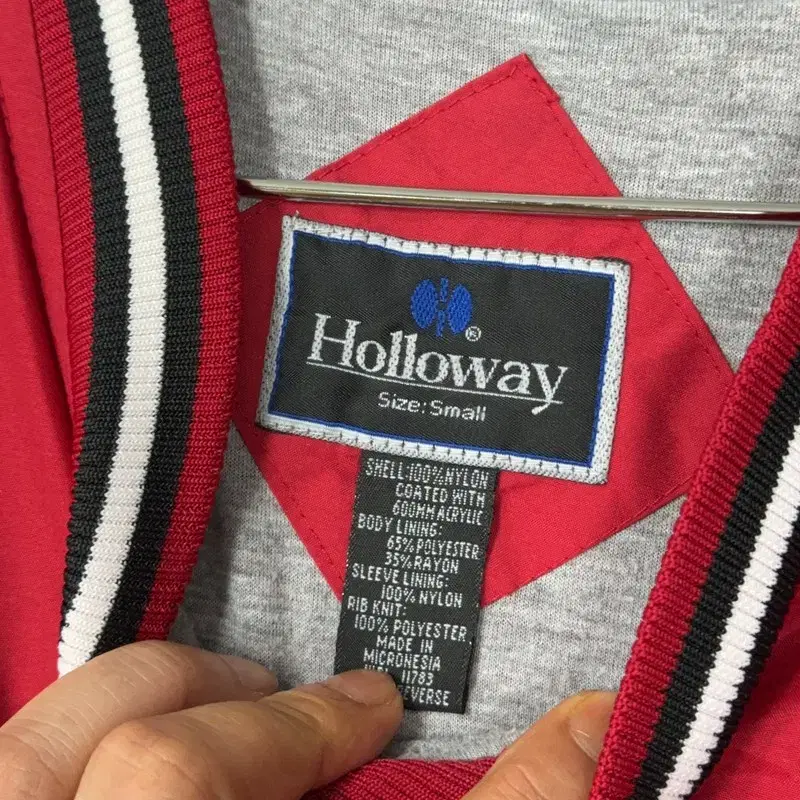 ®
Holloway
Size: Small
SHELL:100%NYLON
COATED WITH
600MM ACRYLIC
BODY LINING:
65% POLYESTER
35% RAYON
SLEEVE LINING:
100% NYLON
RIB KNIT:
100% POLYESTER
MADE IN
MICRONESIA
11783
REVERSE